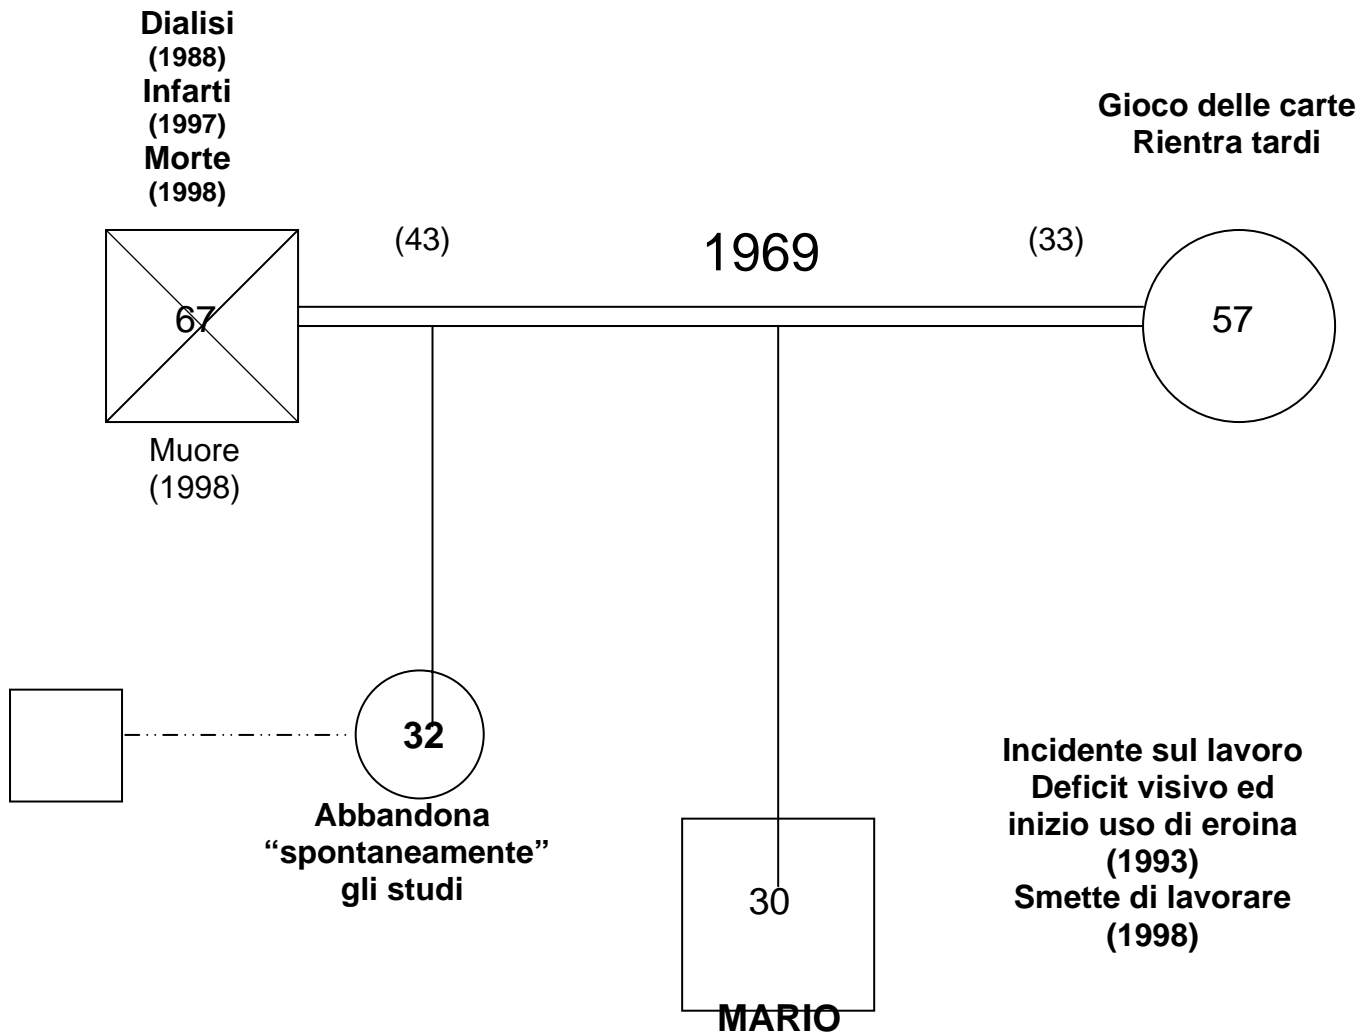 Dialisi
(1988)
Infarti
(1997)
Morte
(1998)
Gioco delle carte
Rientra tardi
(43)
1969
(33)
67
57
Muore
(1998)
32
Abbandona
“spontaneamente”
gli studi
Incidente sul lavoro
Deficit visivo ed
inizio uso di eroina
(1993)
Smette di lavorare
(1998)
30
MARIO